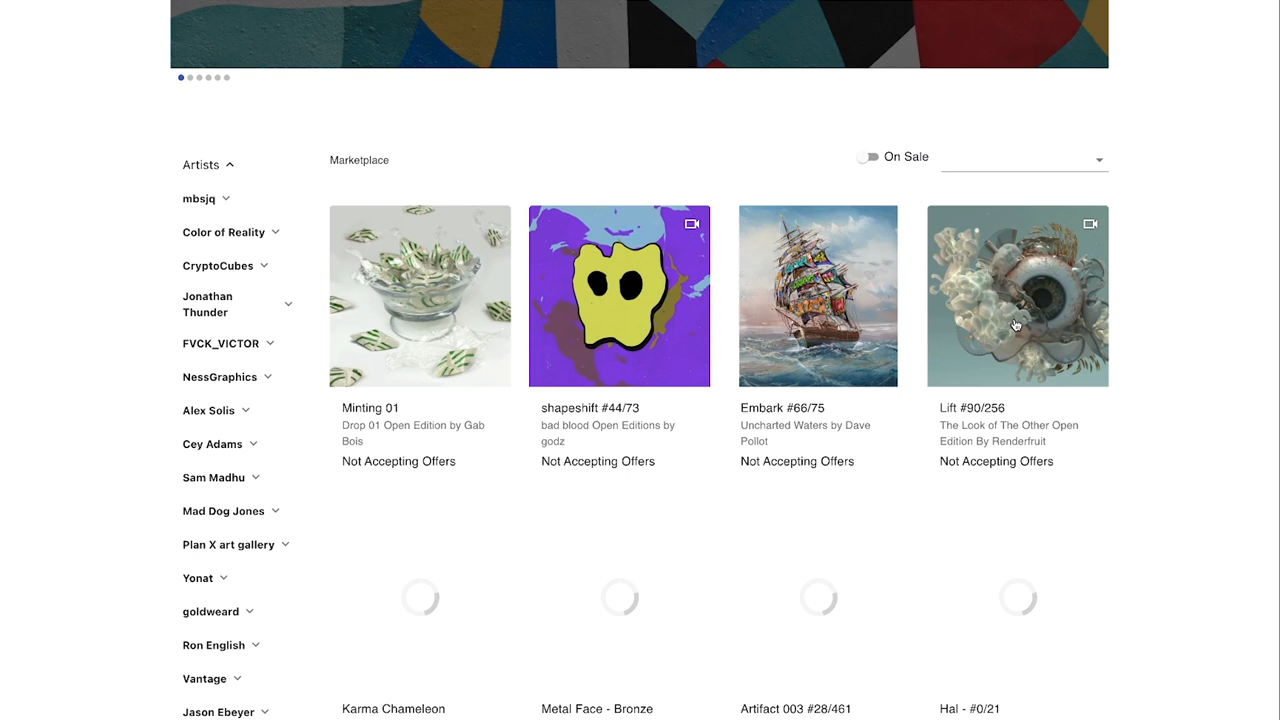 Artists
Marketplace
On Sale
mbsjq
Color of Reality
CryptoCubes
Jonathan
Thunder
FVCK_VICTOR
NessGraphics
Alex Solis
Cey Adams
Sam Madhu
Mad Dog Jones
Plan X art gallery
Yonat
goldweard
Ron English
Vantage
Jason Ebeyer
Minting 01
Drop 01 Open Edition by Gab
Bois
Not Accepting Offers
shapeshift #44/73
bad blood Open Editions by
godz
Not Accepting Offers
Embark #66/75
Uncharted Waters by Dave
Pollot
Not Accepting Offers
Lift #90/256
The Look of The Other Open
Edition By Renderfruit
Not Accepting Offers
Karma Chameleon
Metal Face - Bronze
Artifact 003 #28/461
Hal - #0/21